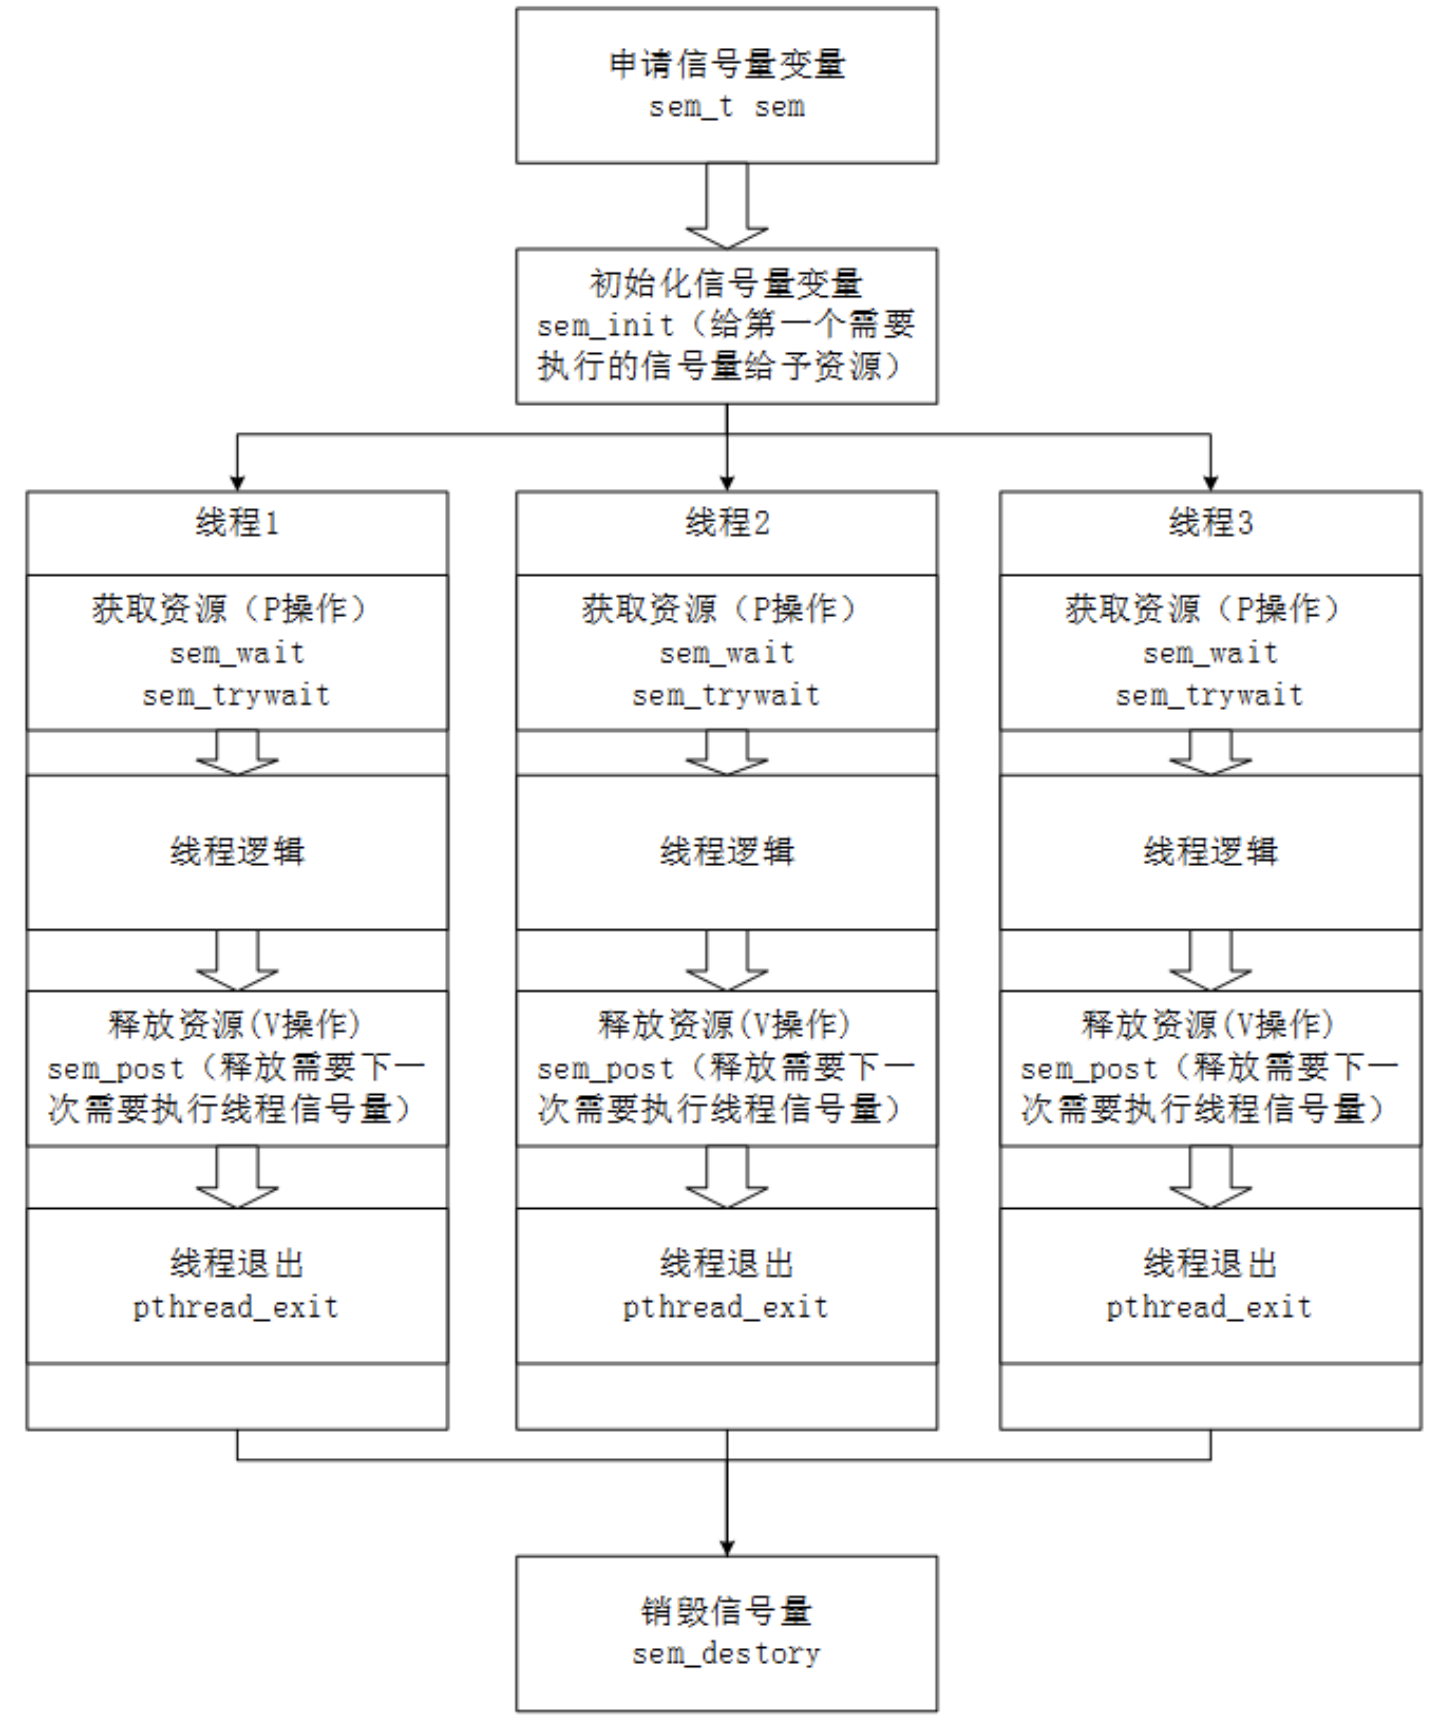 申请信号量变量
sem_t sem
初始化信号量变量
sem_init（给第一个需要
执行的信号量给予资源）
线程1
获取资源（P操作）
sem_wait
sem_trywait
线程逻辑
释放资源(V操作)
sem_post（释放需要下一
次需要执行线程信号量）
线程退出
pthread_exit
线程2
获取资源（P操作）
sem_wait
sem_trywait
线程逻辑
释放资源(V操作)
sem_post（释放需要下一
次需要执行线程信号量）
线程退出
pthread_exit
线程3
获取资源（P操作）
sem_wait
sem_trywait
线程逻辑
释放资源(V操作)
sem_post（释放需要下一
次需要执行线程信号量）
线程退出
pthread_exit
销毁信号量
sem_destory